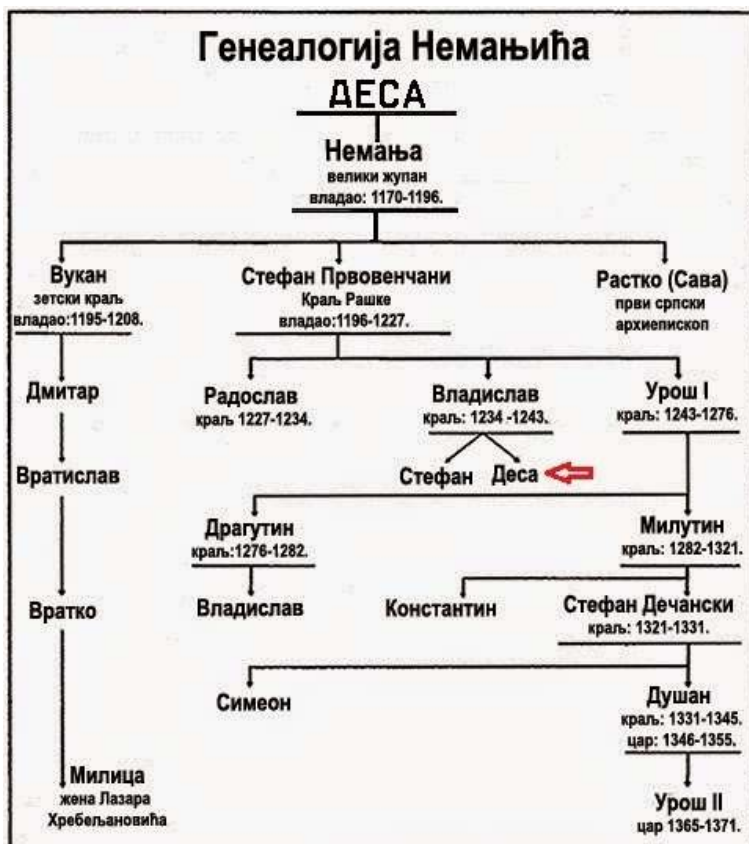 Генеалогија Немањића
ДЕСА
Немања
велики жупан
владао: 1170-1196.
Вукан
зетски краљ
владао:1195-1208.
Стефан Првовенчани
Краљ Рашке
владао:1196-1227.
Растко (Сава)
први српски
архиепископ
Дмитар
Радослав
краљ 1227-1234.
Владислав
краљ: 1234 -1243.
Урош I
краљ: 1243-1276.
Вратислав
Стефан
Деса
Драгутин
краљ:1276-1282.
Милутин
краљ: 1282-1321.
Вратко
Владислав
Константин
Стефан Дечански
краљ: 1321-1331.
Симеон
Душан
краљ: 1331-1345.
цар: 1346-1355.
Милица
жена Лазара
Хребељановића
Урош II
цар 1365-1371.